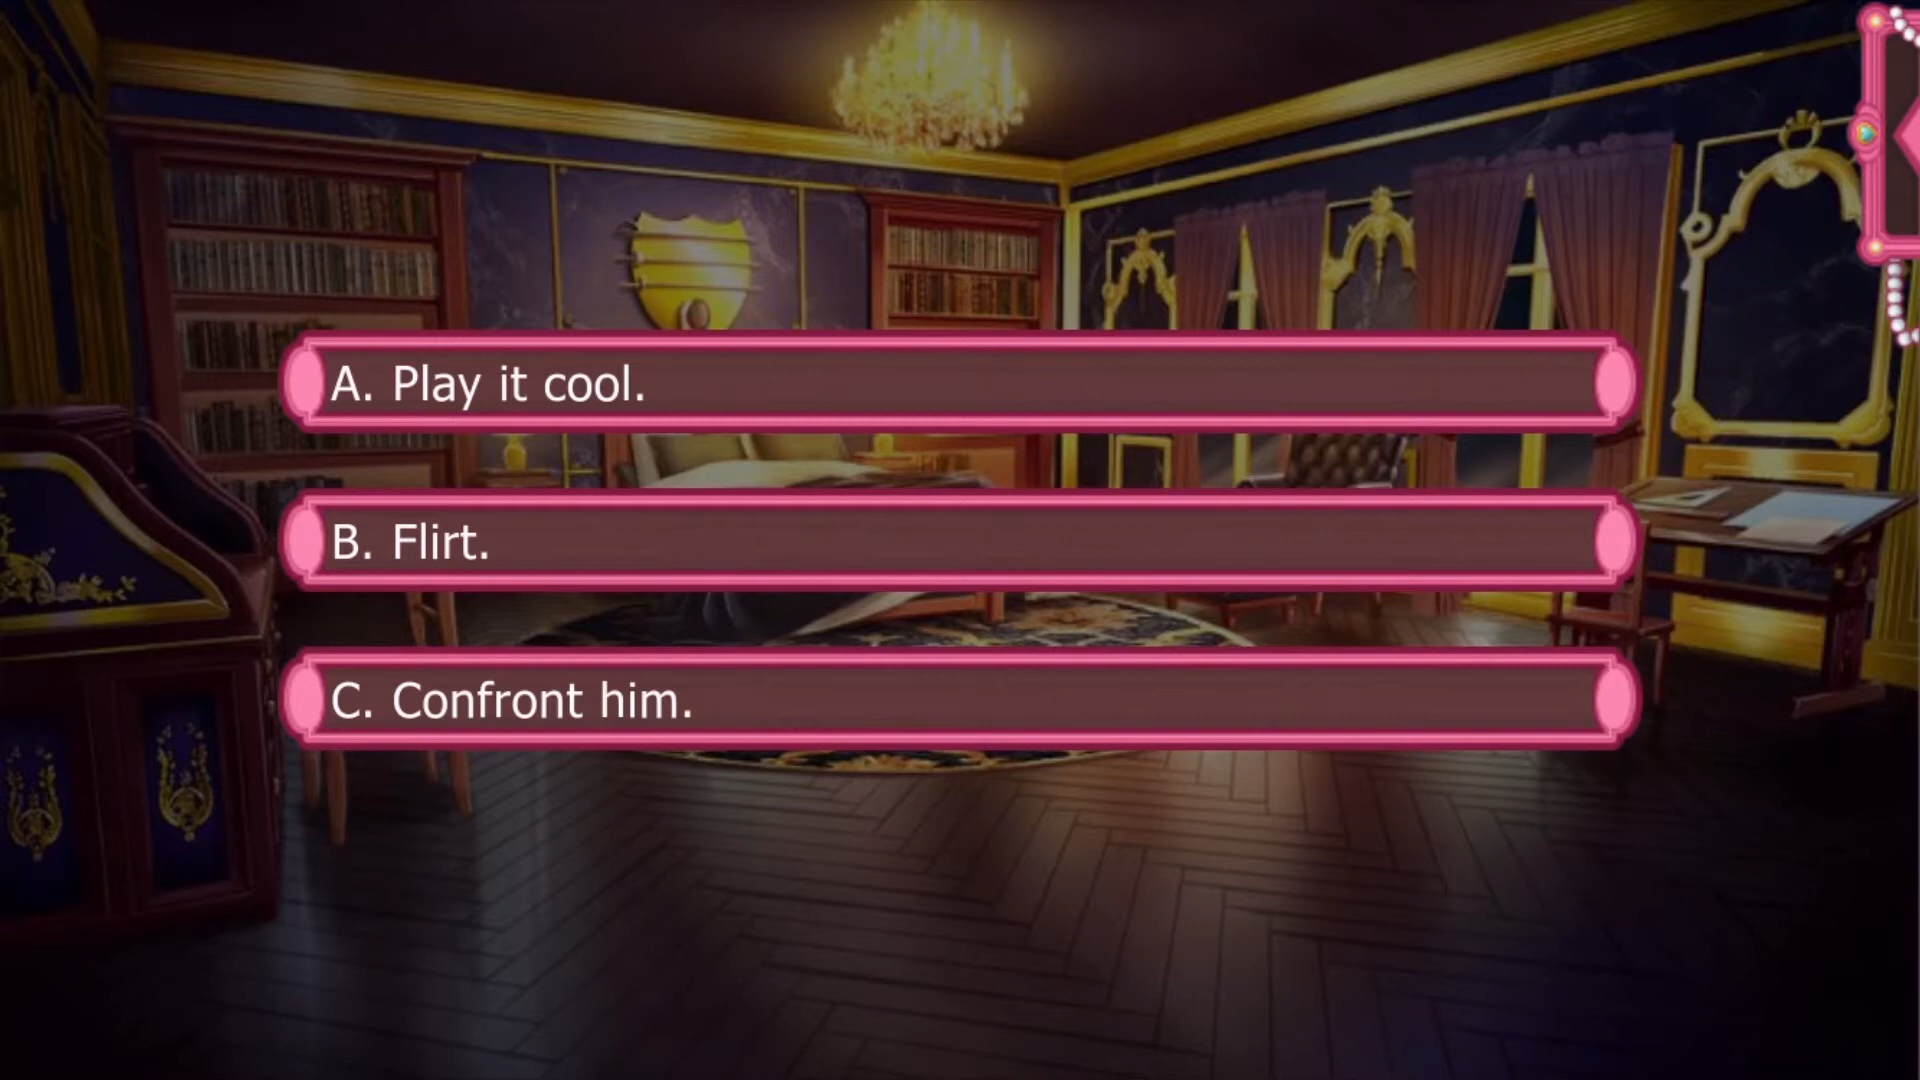 A. Play it cool.
B. Flirt.
C. Confront him.